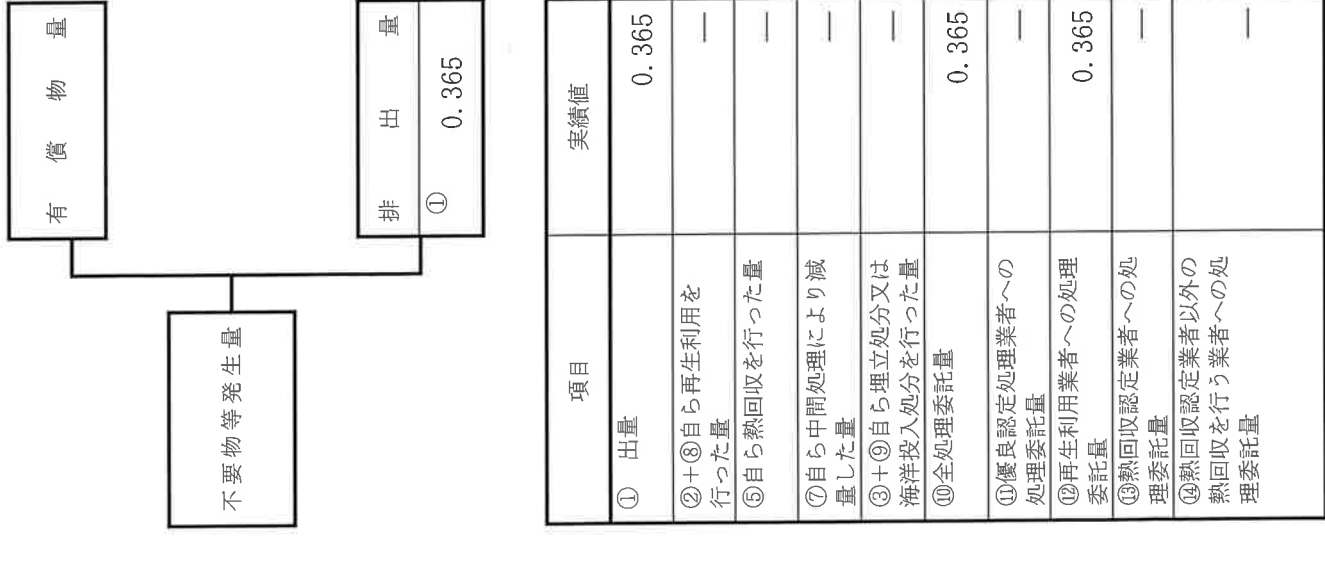 不要物等発生量
有償物量
排出量
① 0.365
項目 実績値
① 出量 0.365
②＋⑧自ら再生利用を
行った量 ―
⑤自ら熱回収を行った量 ―
⑦自ら中間処理により減
量した量 ―
③＋⑨自ら埋立処分又は
海洋投入処分を行った量 ―
⑩全処理委託量 0.365
⑪優良認定処理業者への
処理委託量 ―
⑫再生利用業者への処理
委託量 0.365
⑬熱回収認定業者への処
理委託量 ―
⑭熱回収認定業者以外の
熱回収を行う業者への処
理委託量 ―